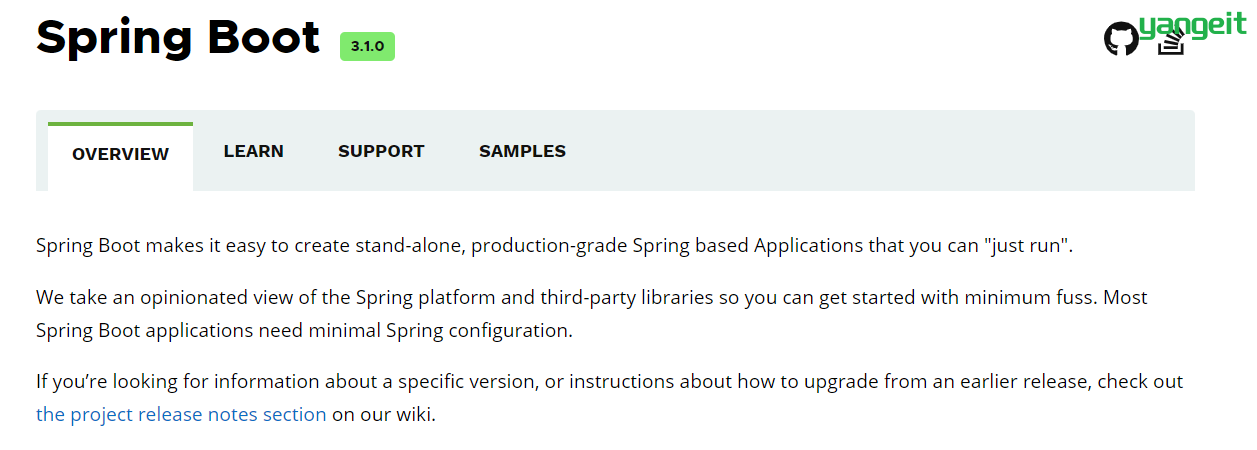 Spring Boot 3.1.0
yangeit
OVERVIEW LEARN SUPPORT SAMPLES
Spring Boot makes it easy to create stand-alone, production-grade Spring based Applications that you can "just run".
We take an opinionated view of the Spring platform and third-party libraries so you can get started with minimum fuss. Most
Spring Boot applications need minimal Spring configuration.
If you’re looking for information about a specific version, or instructions about how to upgrade from an earlier release, check out
the project release notes section on our wiki.